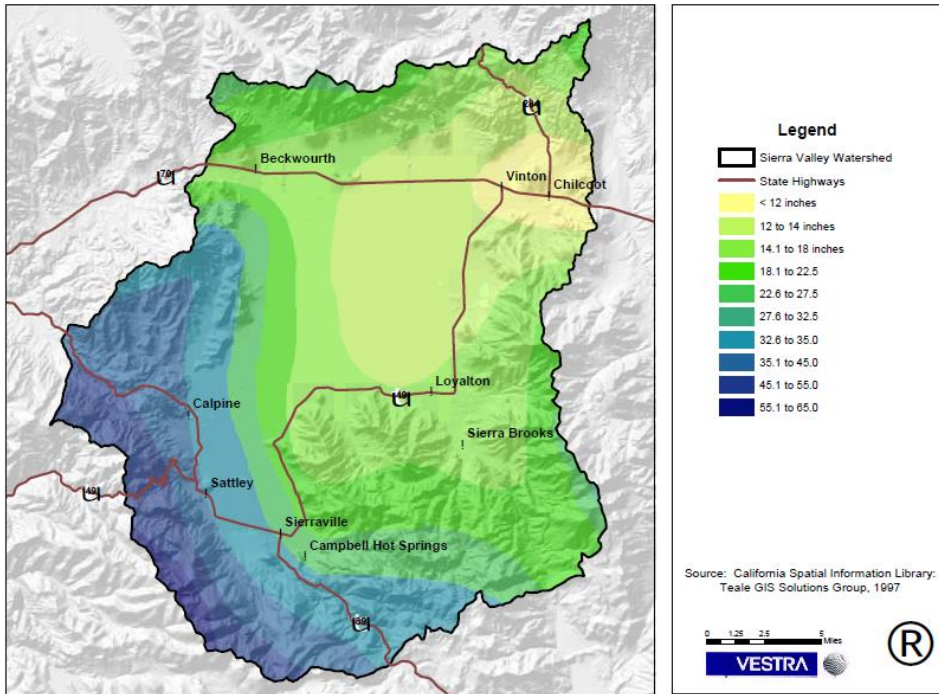 284
Beckwourth
70
Vinton
Chilcoot
Loyalton
49
Calpine
Sierra Brooks
Sattley
49
Sierraville
Campbell Hot Springs
89
Legend
Sierra Valley Watershed
State Highways
< 12 inches
12 to 14 inches
14.1 to 18 inches
18.1 to 22.5
22.6 to 27.5
27.6 to 32.5
32.6 to 35.0
35.1 to 45.0
45.1 to 55.0
55.1 to 65.0
Source: California Spatial Information Library:
Teale GIS Solutions Group, 1997
0 1.25 2.5 5
Miles
VESTRA
®